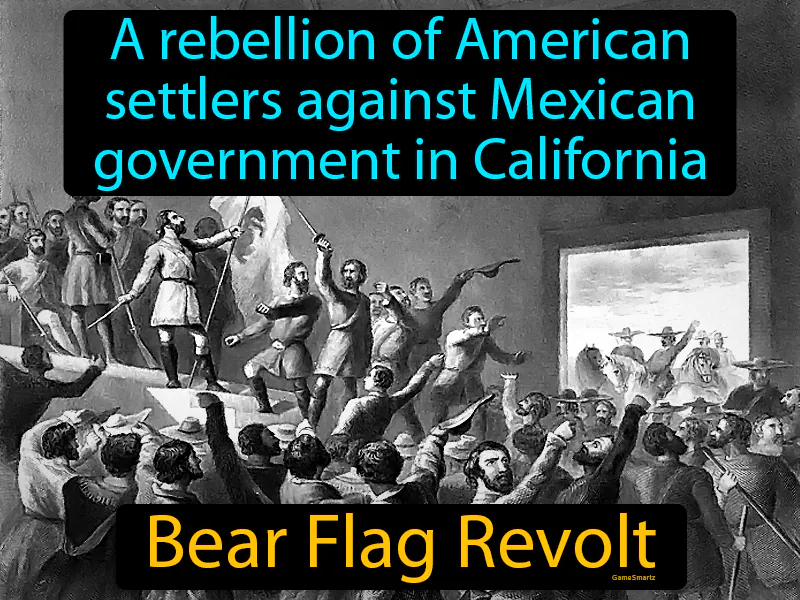 A rebellion of American
settlers against Mexican
government in California
Bear Flag Revolt
GameSmartz